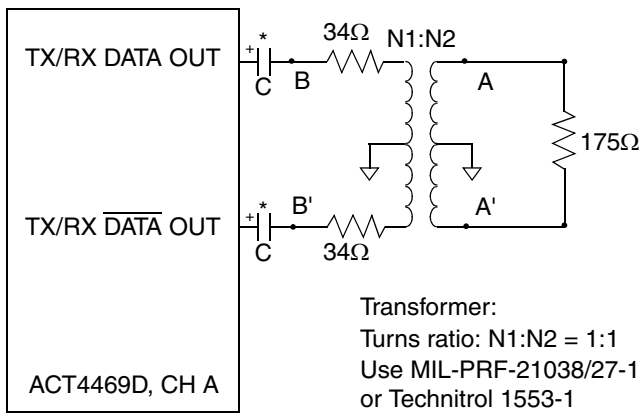 34Ω
N1:N2
*
TX/RX DATA OUT
+
C
B
A
175Ω
*
B'
A'
TX/RX DATA OUT
+
C
34Ω
Transformer:
Turns ratio: N1:N2 = 1:1
Use MIL-PRF-21038/27-1
or Technitrol 1553-1
ACT4469D, CH A